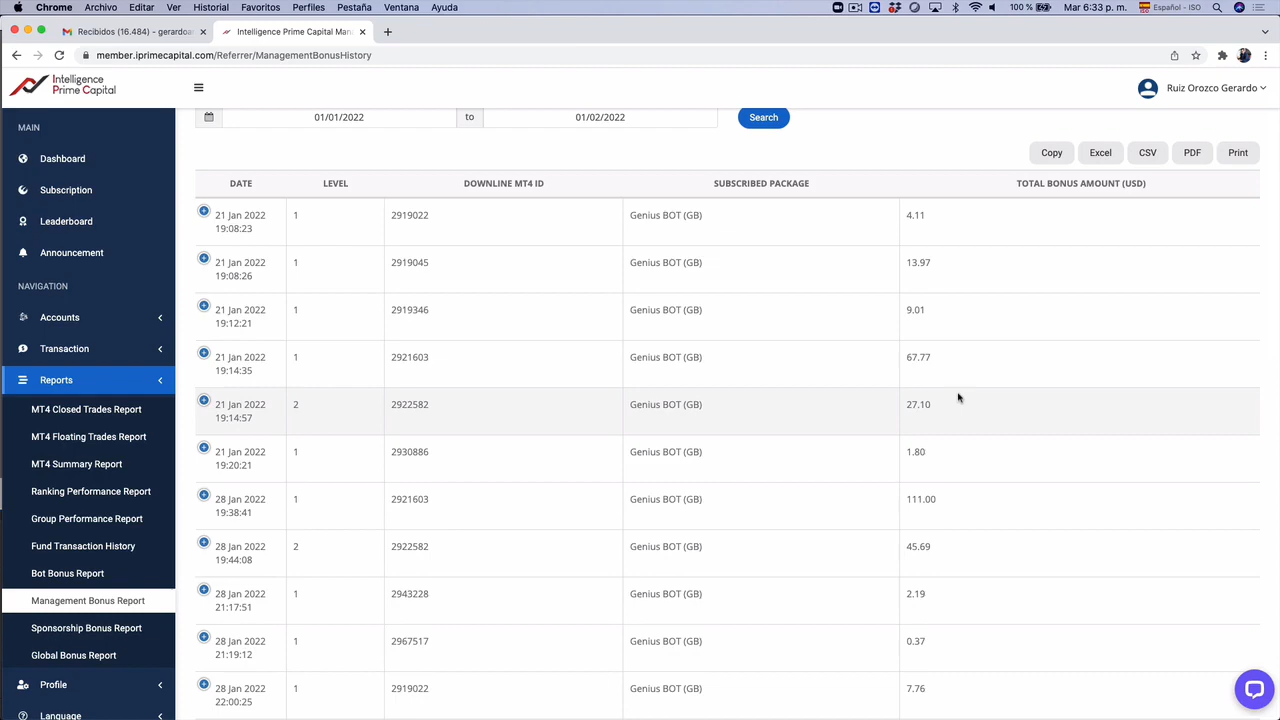 Chrome Archivo Editar Ver Historial Favoritos Perfiles Pestaña Ventana Ayuda 100 % Español - ISO Mar 6:33 p. m.
Recibidos (16.484) - gerardoa Intelligence Prime Capital Man
member.iprimecapital.com/Referrer/ManagementBonusHistory
Intelligence
Prime Capital
Ruiz Orozco Gerardo
01/01/2022 to 01/02/2022 Search
MAIN
Dashboard
Subscription
Leaderboard
Announcement
NAVIGATION
Accounts
Transaction
Reports
MT4 Closed Trades Report
MT4 Floating Trades Report
MT4 Summary Report
Ranking Performance Report
Group Performance Report
Fund Transaction History
Bot Bonus Report
Management Bonus Report
Sponsorship Bonus Report
Global Bonus Report
Profile
Language
Copy Excel CSV PDF Print
DATE LEVEL DOWNLINE MT4 ID SUBSCRIBED PACKAGE TOTAL BONUS AMOUNT (USD)
21 Jan 2022 1 2919022 Genius BOT (GB) 4.11
19:08:23
21 Jan 2022 1 2919045 Genius BOT (GB) 13.97
19:08:26
21 Jan 2022 1 2919346 Genius BOT (GB) 9.01
19:12:21
21 Jan 2022 1 2921603 Genius BOT (GB) 67.77
19:14:35
21 Jan 2022 2 2922582 Genius BOT (GB) 27.10
19:14:57
21 Jan 2022 1 2930886 Genius BOT (GB) 1.80
19:20:21
28 Jan 2022 1 2921603 Genius BOT (GB) 111.00
19:38:41
28 Jan 2022 2 2922582 Genius BOT (GB) 45.69
19:44:08
28 Jan 2022 1 2943228 Genius BOT (GB) 2.19
21:17:51
28 Jan 2022 1 2967517 Genius BOT (GB) 0.37
21:19:12
28 Jan 2022 1 2919022 Genius BOT (GB) 7.76
22:00:25